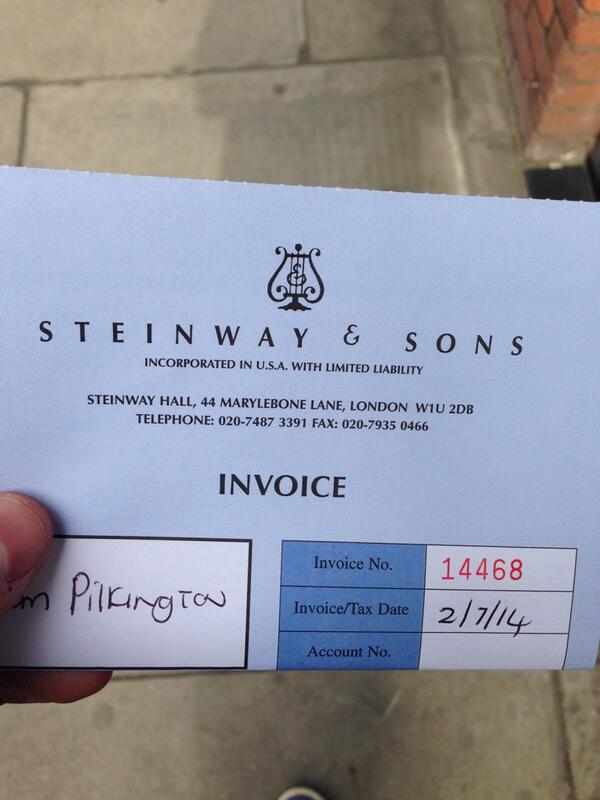 &
STEINWAY & SONS
INCORPORATED IN U.S.A. WITH LIMITED LIABILITY
STEINWAY HALL, 44 MARYLEBONE LANE, LONDON W1U 2DB
TELEPHONE: 020-7487 3391 FAX: 020-7935 0466
INVOICE
Pilkington
Invoice No. 14468
Invoice/Tax Date 2/7/14
Account No.